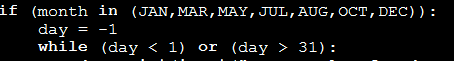 if (month in (JAN,MAR,MAY,JUL,AUG,OCT,DEC)):
day = -1
while (day < 1) or (day > 31):